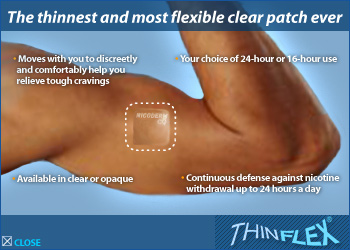 The thinnest and most flexible clear patch ever
• Moves with you to discreetly
and comfortably help you
relieve tough cravings
• Your choice of 24-hour or 16-hour use
NICODERM
• Available in clear or opaque
• Continuous defense against nicotine
withdrawal up to 24 hours a day
THINFLEX®
CLOSE